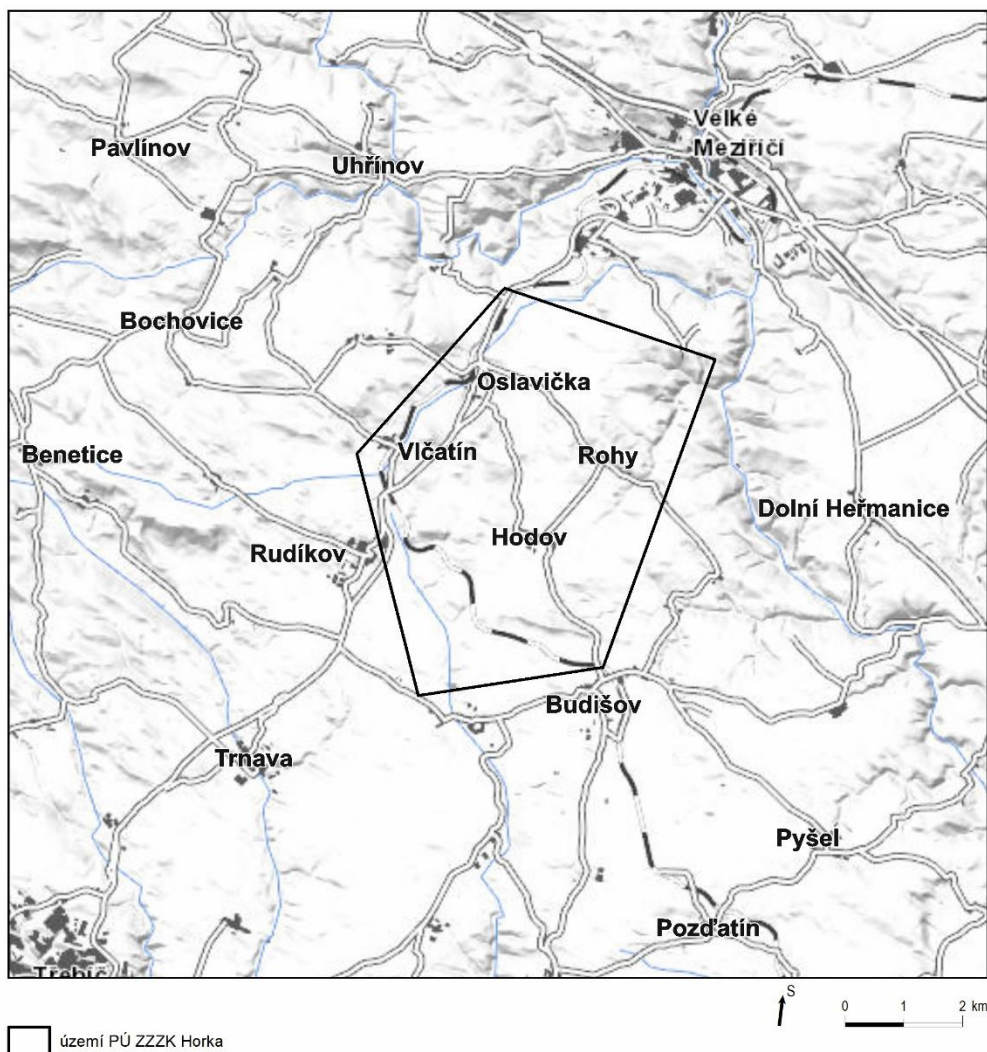 Velké
Meziříčí
Pavlínov
Uhřínov
Bochovice
Oslavička
Benetice
Vlčatín
Rohy
Dolní Heřmanice
Hodov
Rudíkov
Budišov
Trnava
Pyšel
Pozďatín
Třebíč
S
0 1 2 km
území PÚ ZZZK Horka